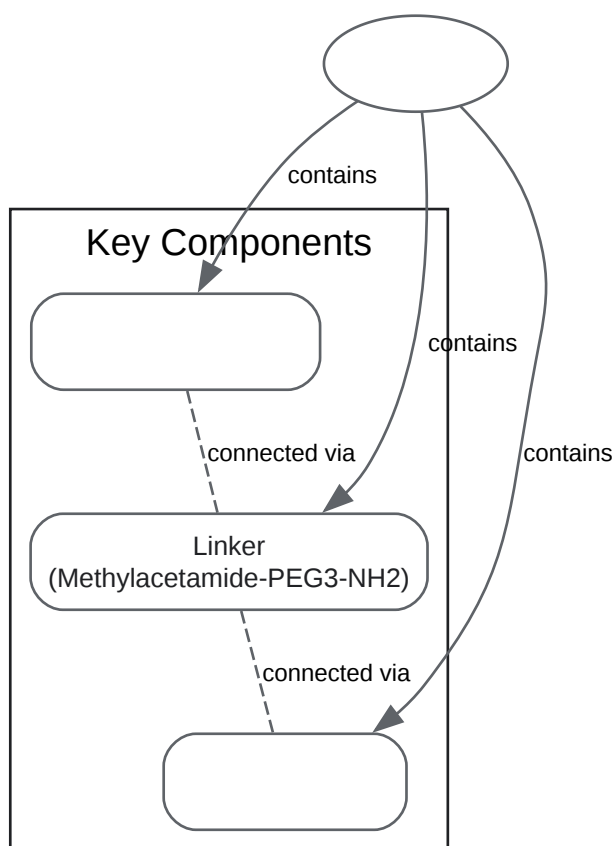 contains
Key Components
contains
connected via
contains
Linker
(Methylacetamide-PEG3-NH2)
connected via